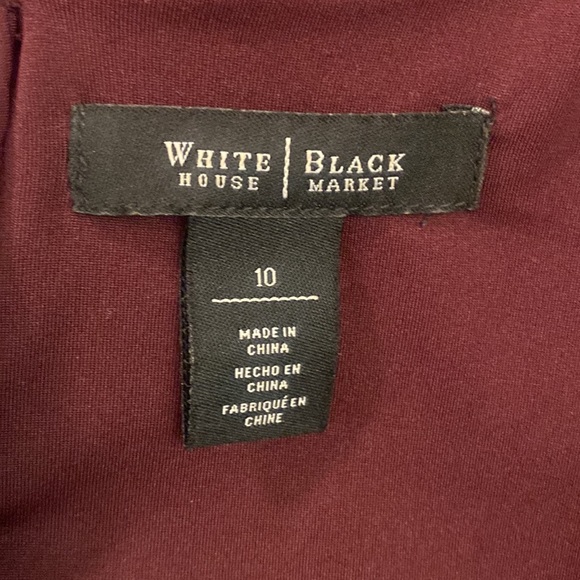 WHITE | BLACK
HOUSE | MARKET
10
MADE IN
CHINA
HECHO EN
CHINA
FABRIQUÉ EN
CHINE